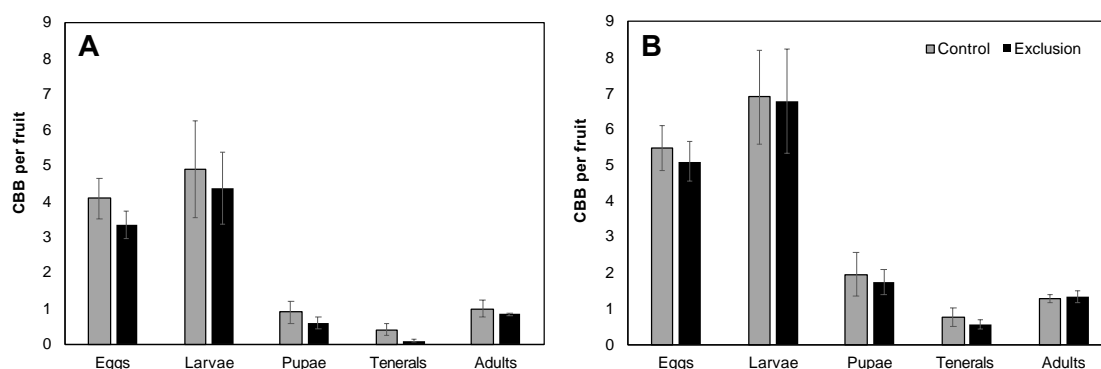 A
CBB per fruit
9
8
7
6
5
4
3
2
1
0
Eggs Larvae Pupae Tenerals Adults
B
Control Exclusion
CBB per fruit
9
8
7
6
5
4
3
2
1
0
Eggs Larvae Pupae Tenerals Adults